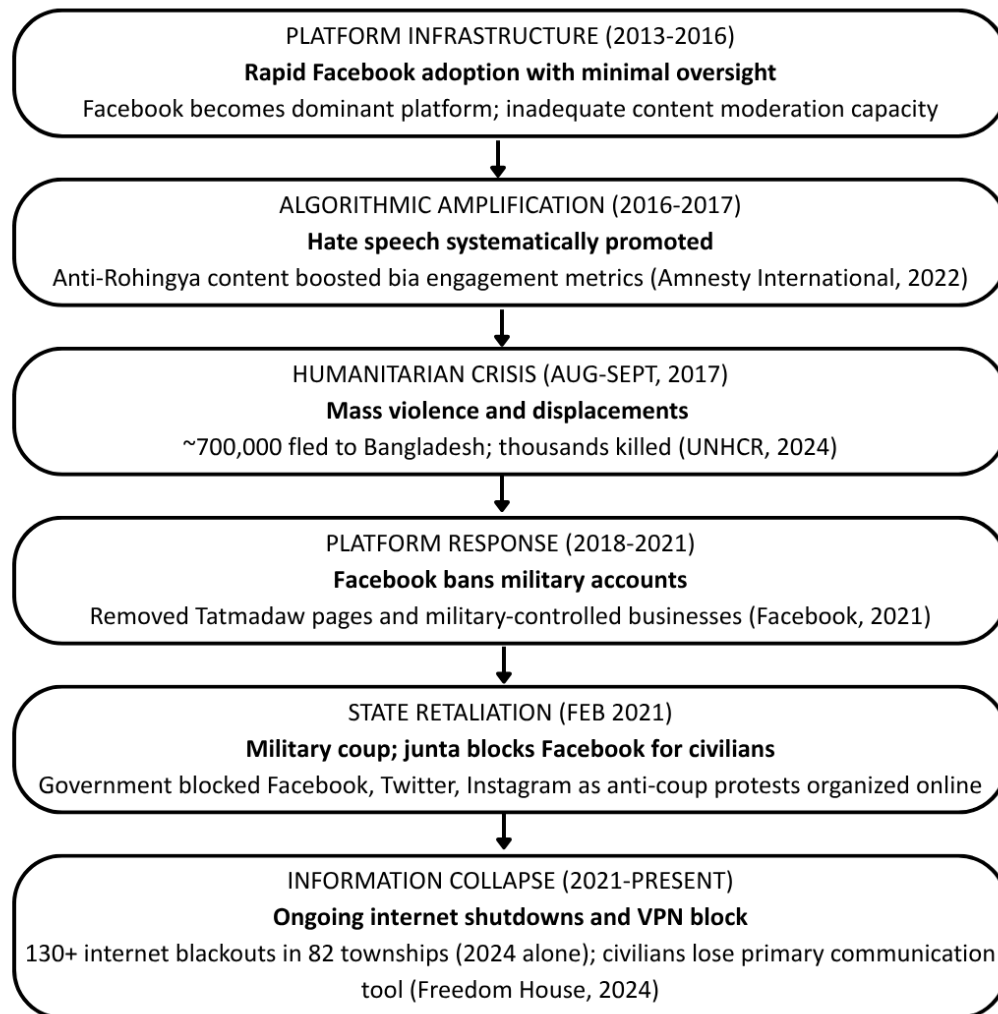 PLATFORM INFRASTRUCTURE (2013-2016)
Rapid Facebook adoption with minimal oversight
Facebook becomes dominant platform; inadequate content moderation capacity
ALGORITHMIC AMPLIFICATION (2016-2017)
Hate speech systematically promoted
Anti-Rohingya content boosted bia engagement metrics (Amnesty International, 2022)
HUMANITARIAN CRISIS (AUG-SEPT, 2017)
Mass violence and displacements
~700,000 fled to Bangladesh; thousands killed (UNHCR, 2024)
PLATFORM RESPONSE (2018-2021)
Facebook bans military accounts
Removed Tatmadaw pages and military-controlled businesses (Facebook, 2021)
STATE RETALIATION (FEB 2021)
Military coup; junta blocks Facebook for civilians
Government blocked Facebook, Twitter, Instagram as anti-coup protests organized online
INFORMATION COLLAPSE (2021-PRESENT)
Ongoing internet shutdowns and VPN block
130+ internet blackouts in 82 townships (2024 alone); civilians lose primary communication
tool (Freedom House, 2024)